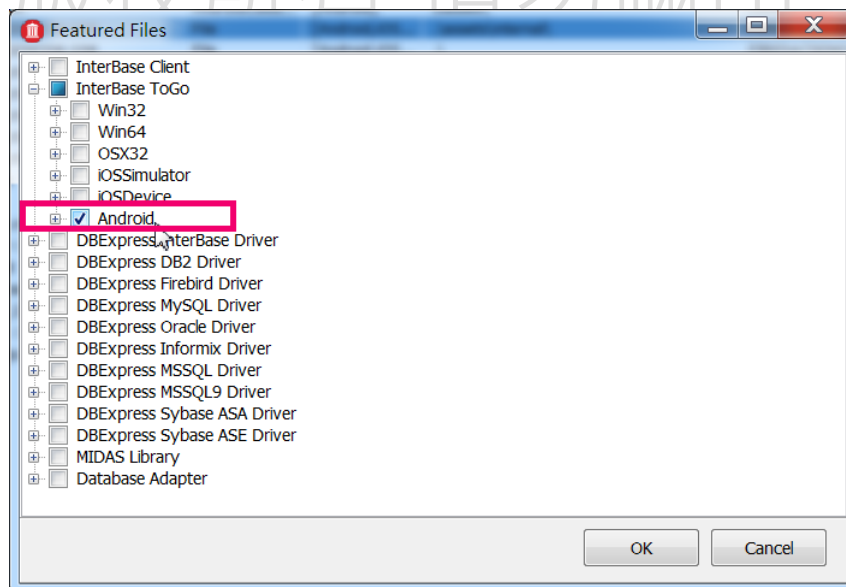 Featured Files
InterBase Client
InterBase ToGo
Win32
Win64
OSX32
iOSSimulator
iOSDevice
Android
DBExpress InterBase Driver
DBExpress DB2 Driver
DBExpress Firebird Driver
DBExpress MySQL Driver
DBExpress Oracle Driver
DBExpress Informix Driver
DBExpress MSSQL Driver
DBExpress MSSQL9 Driver
DBExpress Sybase ASA Driver
DBExpress Sybase ASE Driver
MIDAS Library
Database Adapter
OK
Cancel